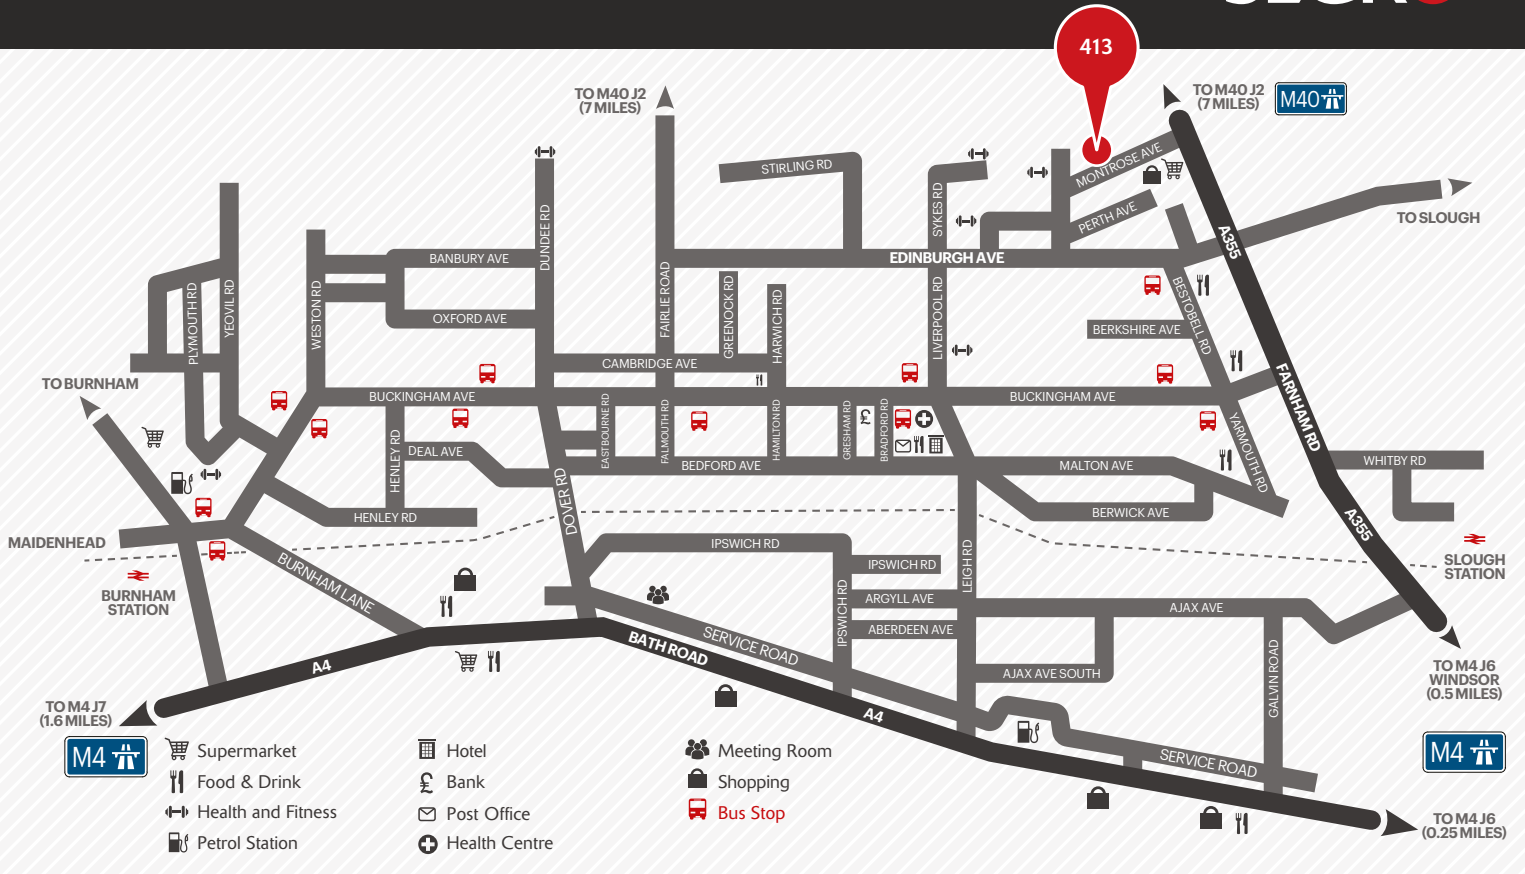 413
TO M40 J2
(7 MILES)
TO M40 J2
(7 MILES)
M40
STIRLING RD
MONTROSE AVE
SYKES RD
PERTH AVE
TO SLOUGH
DUNDEE RD
A355
BANBURY AVE
EDINBURGH AVE
PLYMOUTH RD
YEOVIL RD
WESTON RD
FAIRLIE ROAD
GREENOCK RD
HARWICH RD
LIVERPOOL RD
BESTOBELL RD
OXFORD AVE
BERKSHIRE AVE
CAMBRIDGE AVE
TO BURNHAM
BUCKINGHAM AVE
BUCKINGHAM AVE
FARNHAM RD
EASTBOURNE RD
FALMOUTH RD
HAMILTON RD
GRESHAM RD
BRADFORD RD
YARMOUTH RD
HENLEY RD
DEAL AVE
BEDFORD AVE
MALTON AVE
WHITBY RD
DOVER RD
HENLEY RD
BERWICK AVE
A355
MAIDENHEAD
IPSWICH RD
BURNHAM LANE
IPSWICH RD
LEIGH RD
SLOUGH
STATION
BURNHAM
STATION
IPSWICH RD
ARGYLL AVE
AJAX AVE
ABERDEEN AVE
SERVICE ROAD
BATH ROAD
A4
AJAX AVE SOUTH
GALVIN ROAD
TO M4 J6
WINDSOR
(0.5 MILES)
TO M4 J7
(1.6 MILES)
A4
M4
M4
SERVICE ROAD
Supermarket
Food & Drink
Health and Fitness
Petrol Station
Hotel
Bank
Post Office
Health Centre
Meeting Room
Shopping
Bus Stop
TO M4 J6
(0.25 MILES)